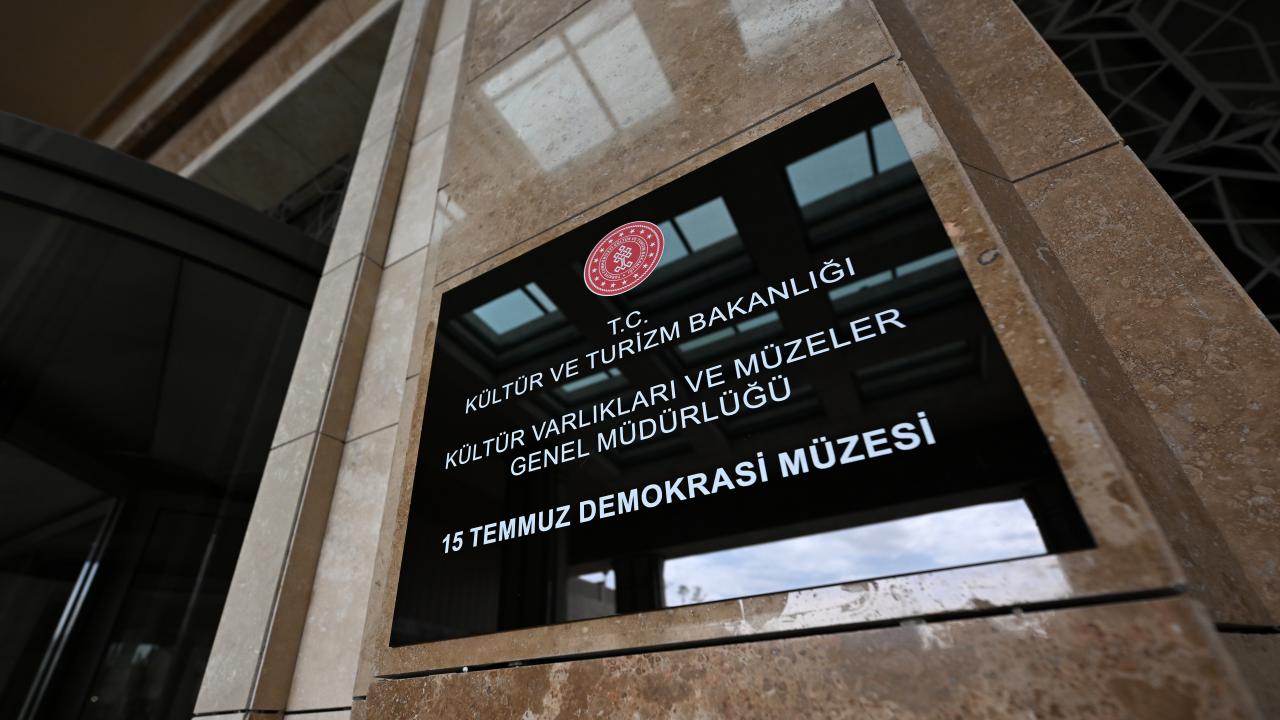 T.C.
KÜLTÜR VE TURİZM BAKANLIĞI
KÜLTÜR VARLIKLARI VE MÜZELER
GENEL MÜDÜRLÜĞÜ
15 TEMMUZ DEMOKRASİ MÜZESİ